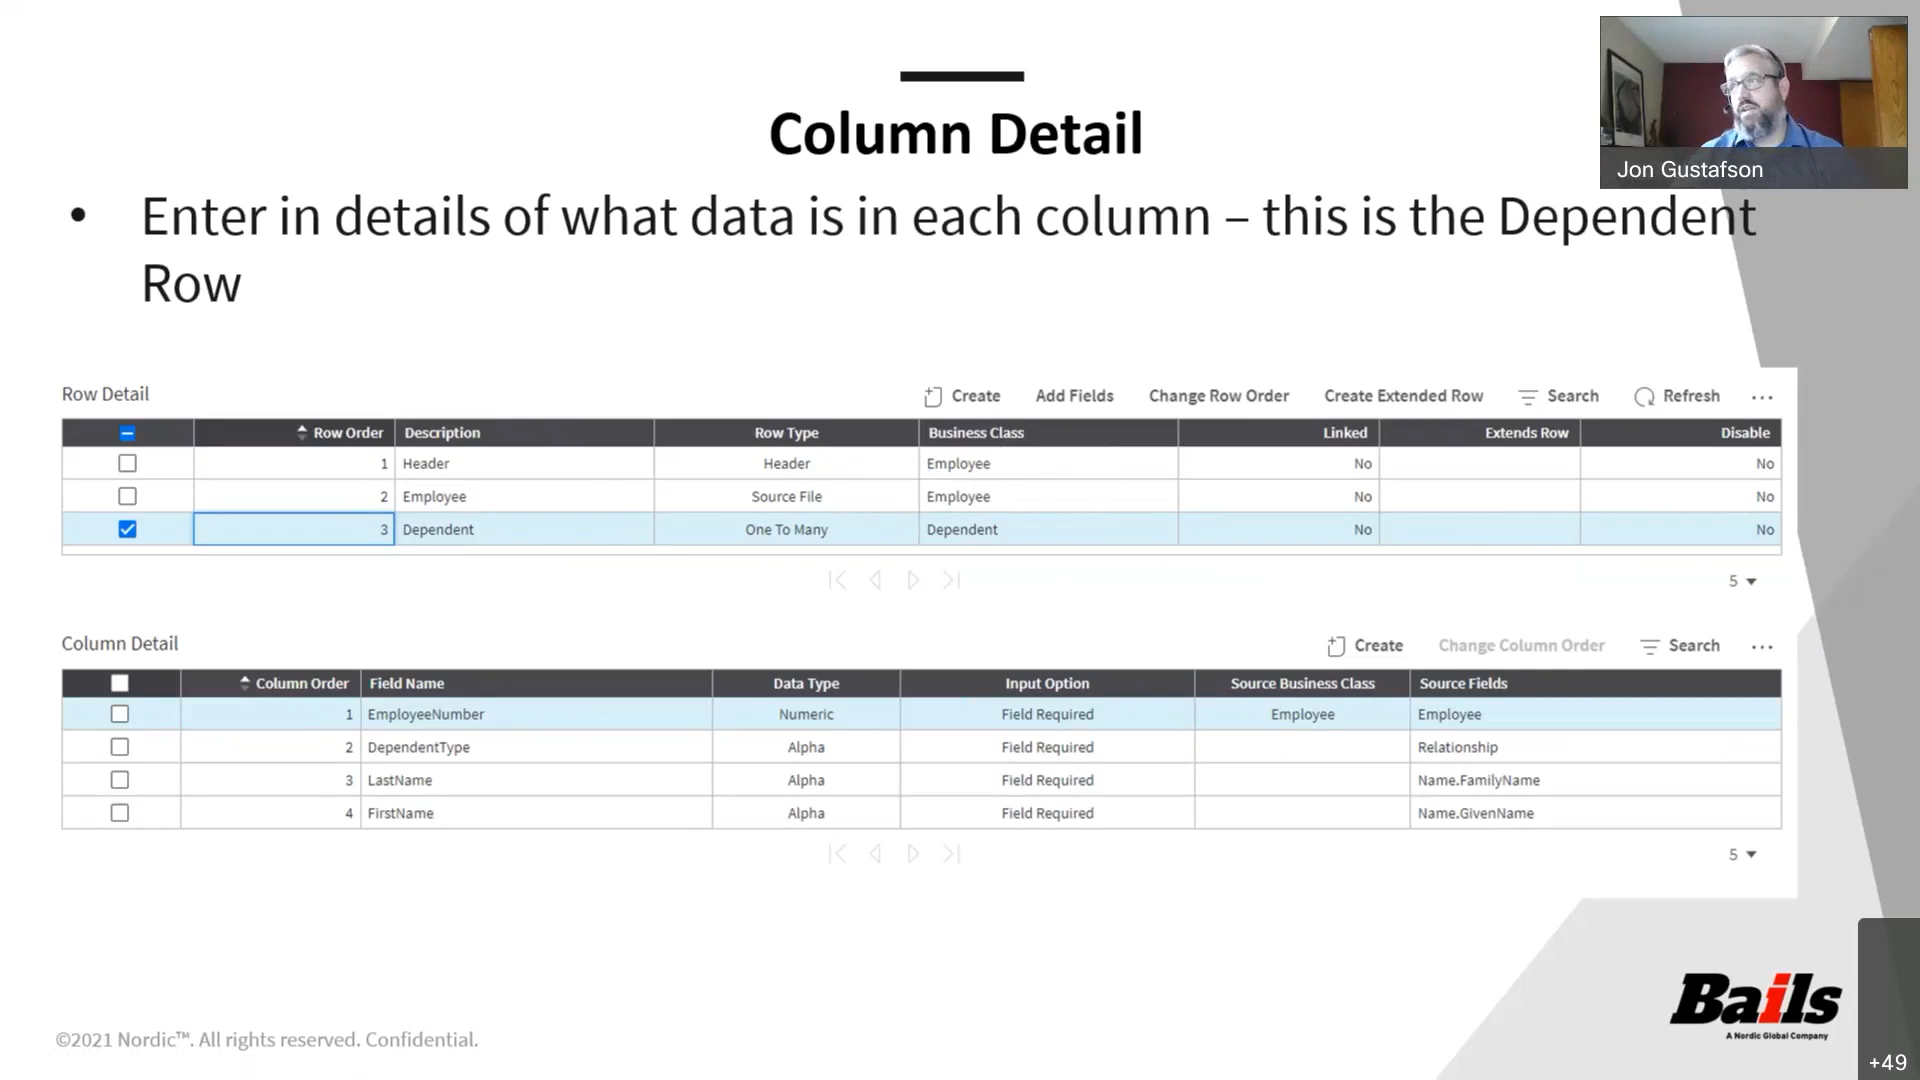 Column Detail
Jon Gustafson
• Enter in details of what data is in each column – this is the Dependent
Row
Row Detail
Create Add Fields Change Row Order Create Extended Row Search Refresh ...
Row Order Description Row Type Business Class Linked Extends Row Disable
1 Header Header Employee No No
2 Employee Source File Employee No No
3 Dependent One To Many Dependent No No
5
Column Detail
Create Change Column Order Search ...
Column Order Field Name Data Type Input Option Source Business Class Source Fields
1 EmployeeNumber Numeric Field Required Employee Employee
2 DependentType Alpha Field Required Relationship
3 LastName Alpha Field Required Name.FamilyName
4 FirstName Alpha Field Required Name.GivenName
5
Bails
A Nordic Global Company
©2021 Nordic™. All rights reserved. Confidential.
+49